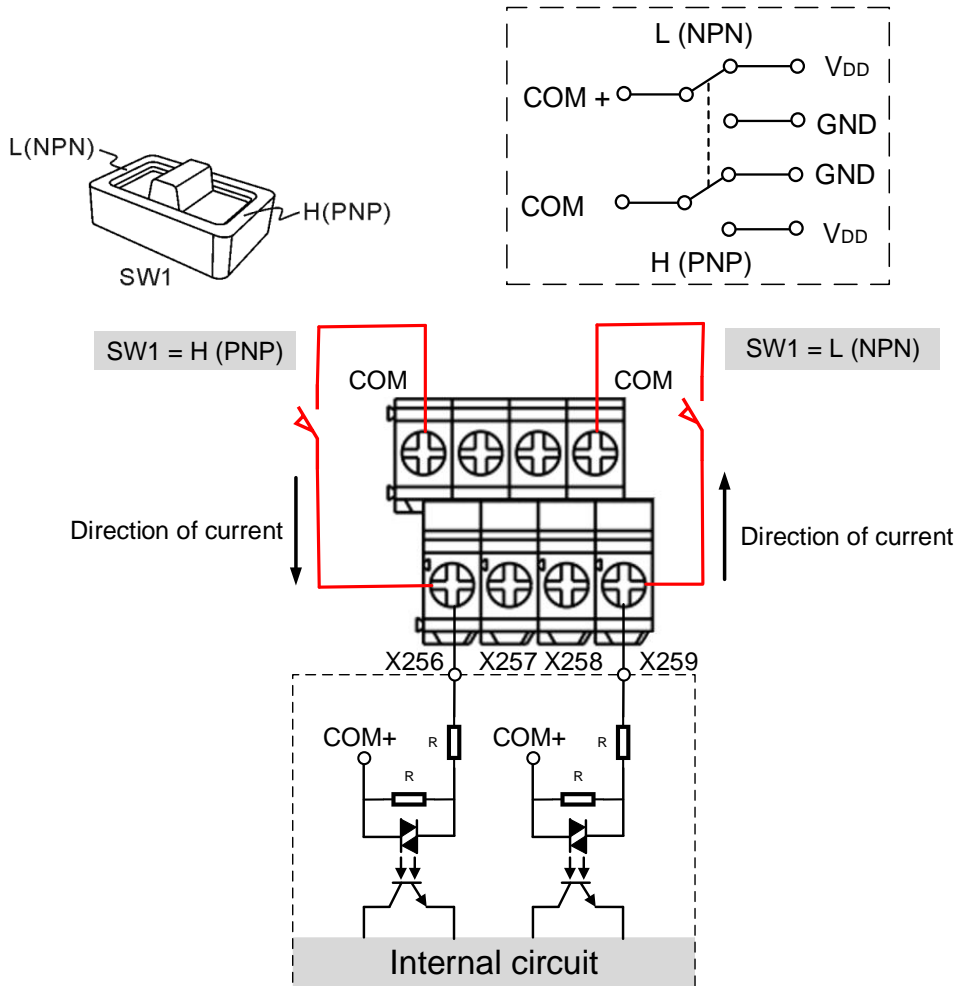 L (NPN)
COM +
VDD
GND
GND
COM
VDD
H (PNP)
L(NPN)
H(PNP)
SW1
SW1 = H (PNP)
SW1 = L (NPN)
COM
COM
Direction of current
Direction of current
X256
X257
X258
X259
COM+
R
COM+
R
R
R
Internal circuit